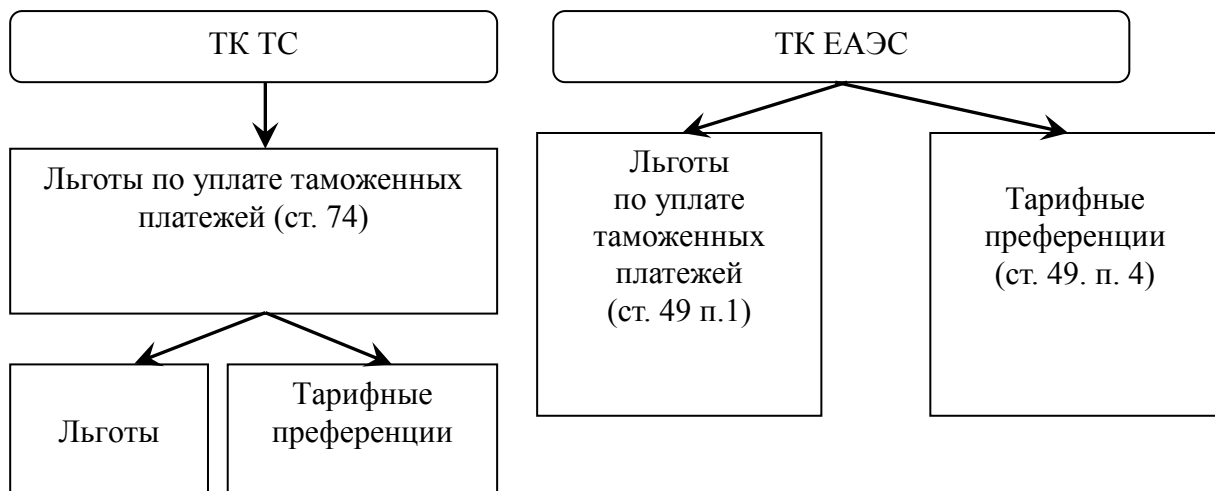 ТК ТС
Льготы по уплате таможенных
платежей (ст. 74)
Льготы
Тарифные
преференции
ТК ЕАЭС
Льготы
по уплате
таможенных
платежей
(ст. 49 п.1)
Тарифные
преференции
(ст. 49. п. 4)